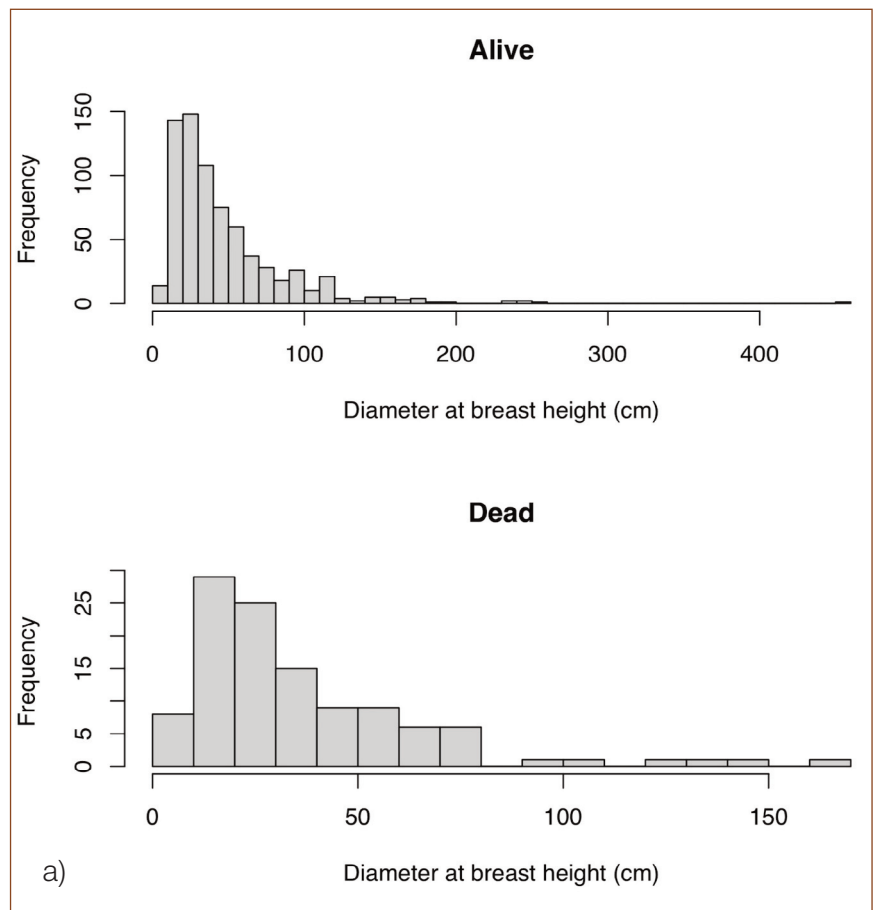 Alive
Frequency
150
100
50
0
0 100 200 300 400
Diameter at breast height (cm)
Dead
Frequency
25
15
5
0
0 50 100 150
a)
Diameter at breast height (cm)